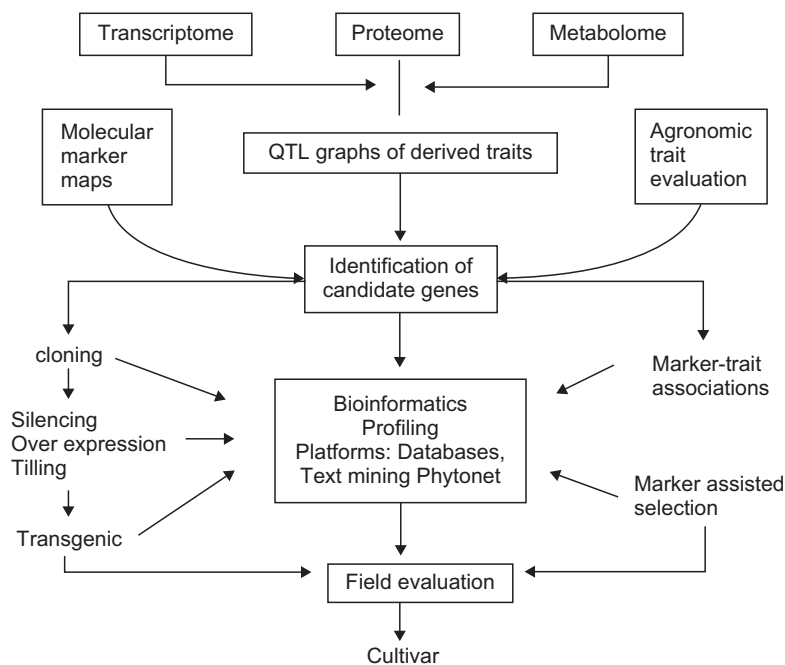 Transcriptome
Proteome
Metabolome
Molecular
marker
maps
QTL graphs of derived traits
Agronomic
trait
evaluation
Identification of
candidate genes
cloning
Marker-trait
associations
Silencing
Over expression
Tilling
Bioinformatics
Profiling
Platforms: Databases,
Text mining Phytonet
Marker assisted
selection
Transgenic
Field evaluation
Cultivar